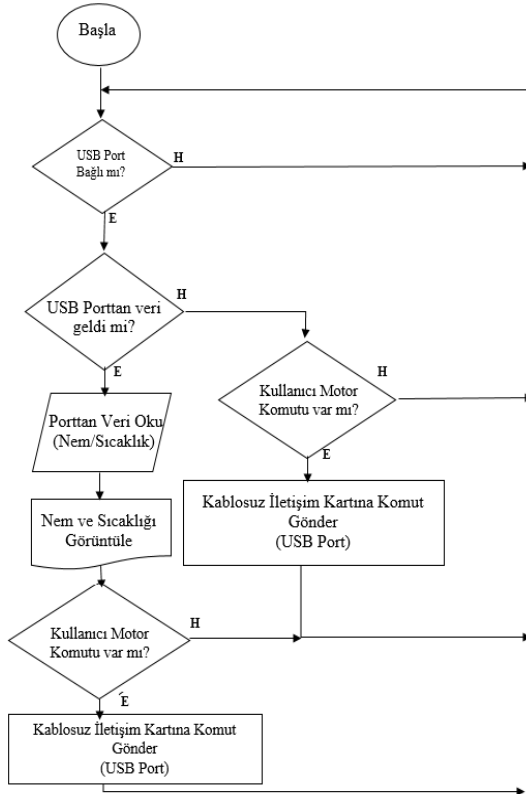 Başla
USB Port
Bağlı mı?
H
E
USB Porttan veri
geldi mi?
H
E
Kullanıcı Motor
Komutu var mı?
H
E
Porttan Veri Oku
(Nem/Sıcaklık)
Kablosuz İletişim Kartına Komut
Gönder
(USB Port)
Nem ve Sıcaklığı
Görüntüle
Kullanıcı Motor
Komutu var mı?
H
E
Kablosuz İletişim Kartına Komut
Gönder
(USB Port)